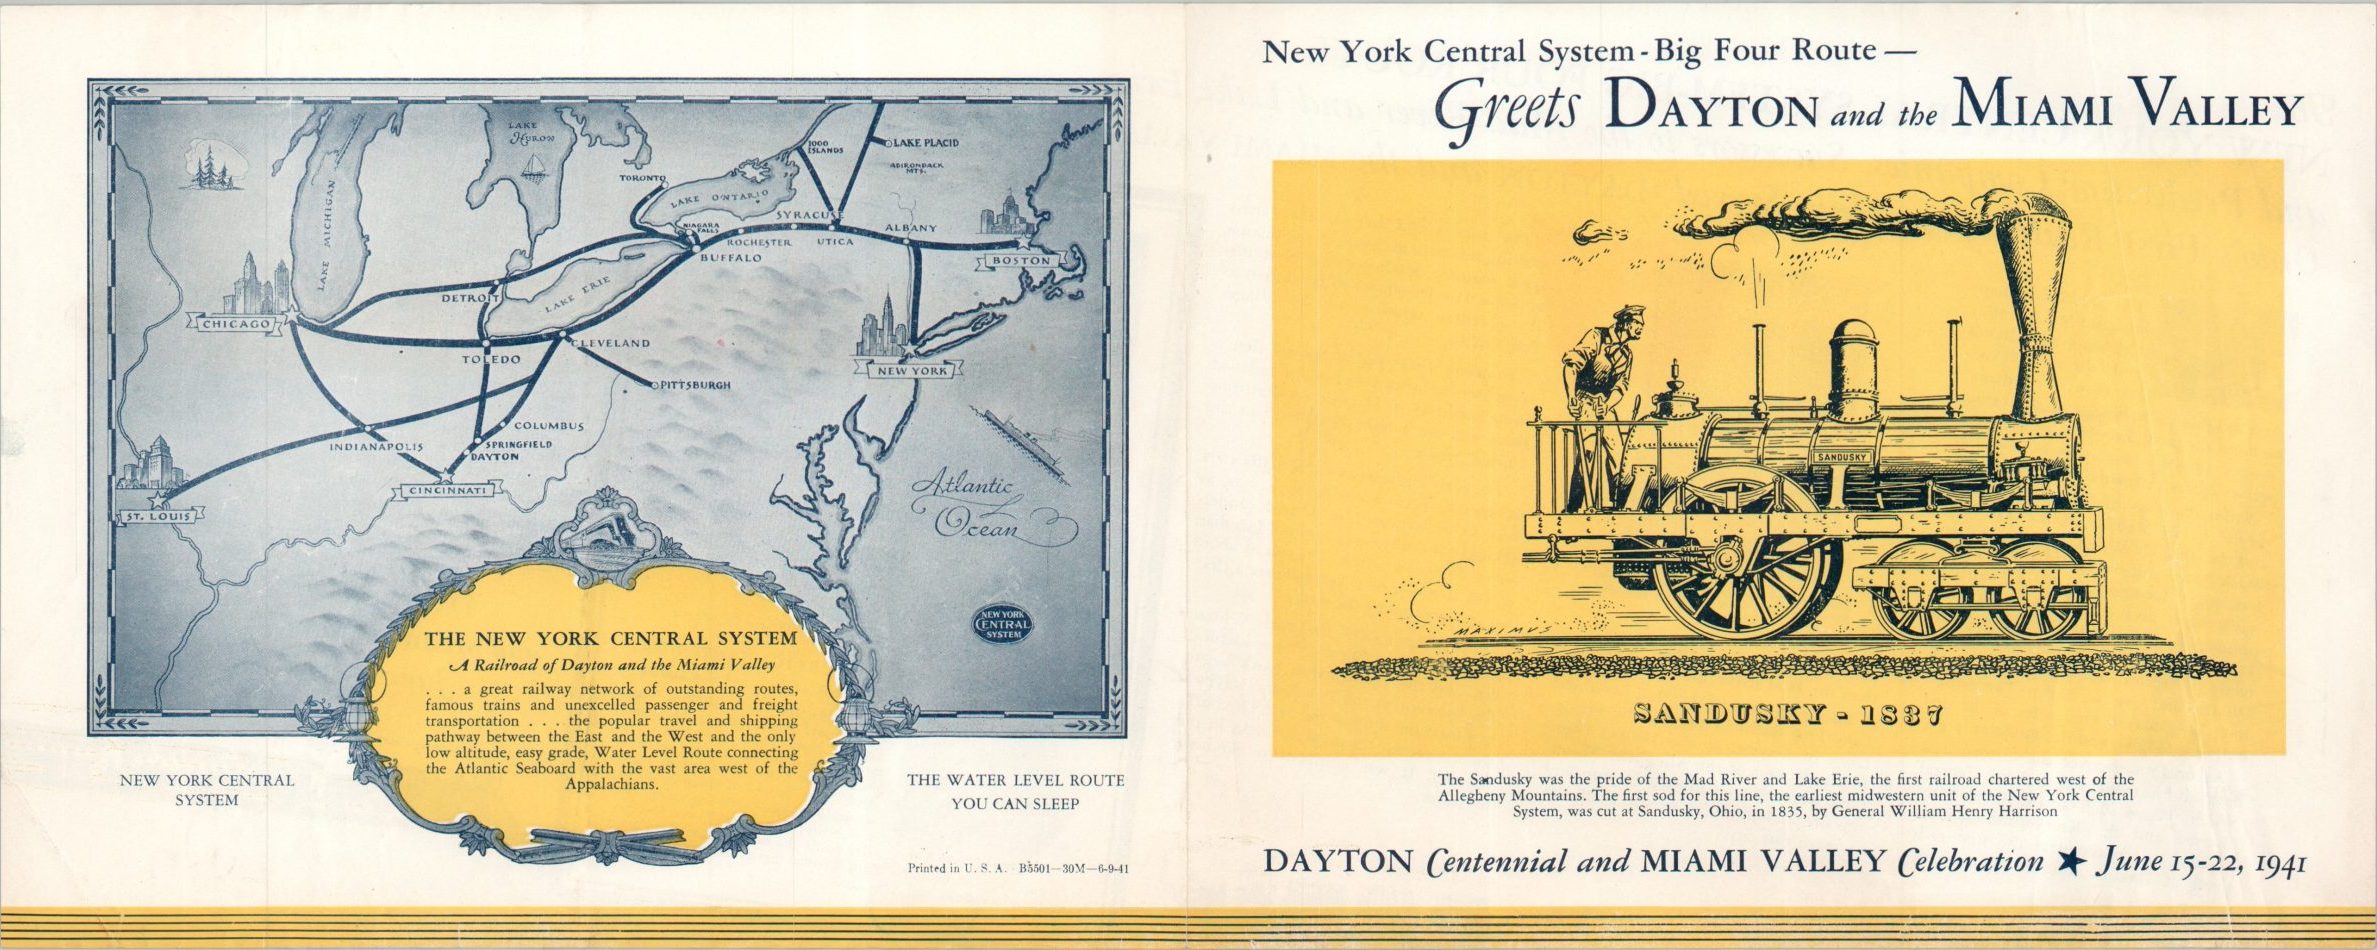 LAKE
Huron
1000
ISLANDS
LAKE PLACID
ADIRONDACK
MTS.
TORONTO
LAKE MICHIGAN
LAKE ONTARIO
SYRACUSE
NIAGARA
FALLS
ROCHESTER
UTICA
ALBANY
BUFFALO
BOSTON
DETROIT
LAKE ERIE
CHICAGO
CLEVELAND
TOLEDO
NEW YORK
PITTSBURGH
COLUMBUS
INDIANAPOLIS
SPRINGFIELD
DAYTON
CINCINNATI
ST. LOUIS
Atlantic
Ocean
NEW YORK
CENTRAL
SYSTEM
THE NEW YORK CENTRAL SYSTEM
A Railroad of Dayton and the Miami Valley
. . . a great railway network of outstanding routes,
famous trains and unexcelled passenger and freight
transportation . . . the popular travel and shipping
pathway between the East and the West and the only
low altitude, easy grade, Water Level Route connecting
the Atlantic Seaboard with the vast area west of the
Appalachians.
NEW YORK CENTRAL
SYSTEM
THE WATER LEVEL ROUTE
YOU CAN SLEEP
Printed in U. S. A. B5501—30M—6-9-41
New York Central System - Big Four Route —
Greets DAYTON and the MIAMI VALLEY
SANDUSKY
MAXIMUS
SANDUSKY - 1837
The Sandusky was the pride of the Mad River and Lake Erie, the first railroad chartered west of the
Allegheny Mountains. The first sod for this line, the earliest midwestern unit of the New York Central
System, was cut at Sandusky, Ohio, in 1835, by General William Henry Harrison
DAYTON Centennial and MIAMI VALLEY Celebration ★ June 15-22, 1941